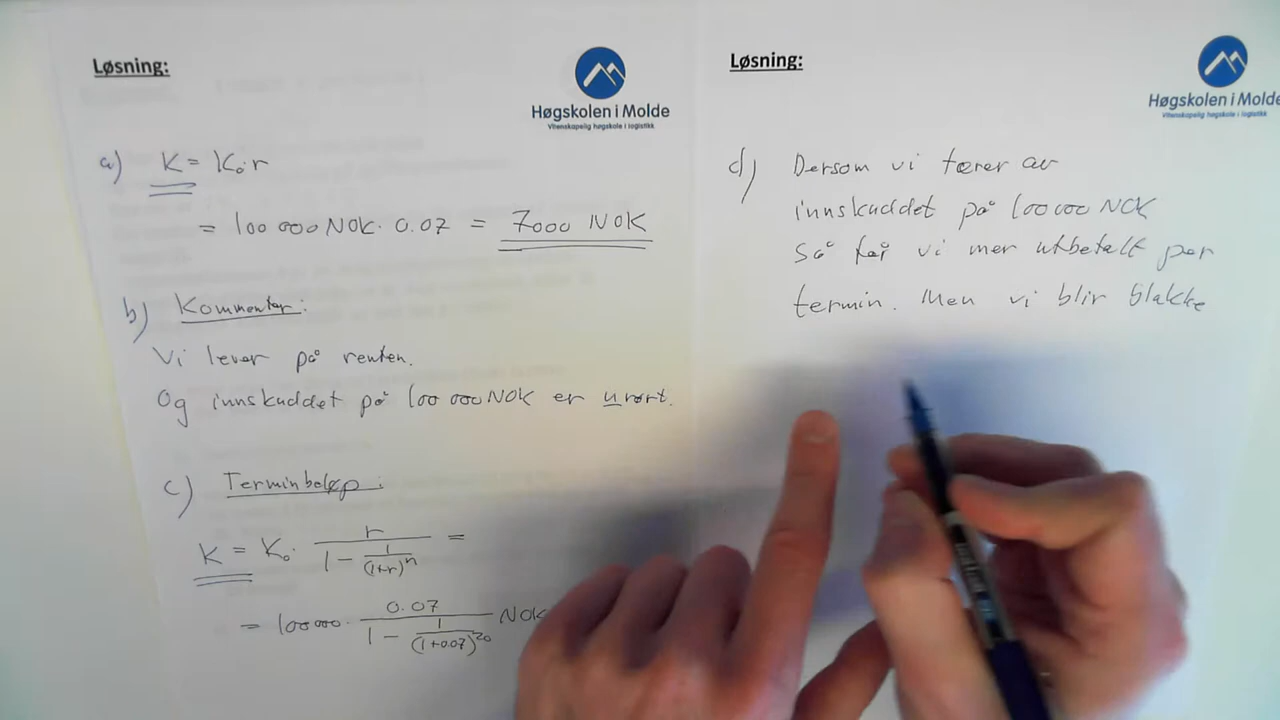 Løsning:
Høgskolen i Molde
Vitenskapelig høgskole i logistikk
a) K = K₀·r
= 100 000 NOK · 0.07 = 7000 NOK
b) Kommentar:
Vi lever på renten.
Og innskuddet på 100 000 NOK er urørt.
c) Terminbeløp:
K = K₀ · r / (1 - 1/(1+r)ⁿ) =
= 100000 · 0.07 / (1 - 1/(1+0.07)²⁰) NOK
Løsning:
Høgskolen i Molde
Vitenskapelig høgskole i logistikk
d) Dersom vi tærer av
innskuddet på 100 000 NOK
så får vi mer utbetalt per
termin. Men vi blir blakke